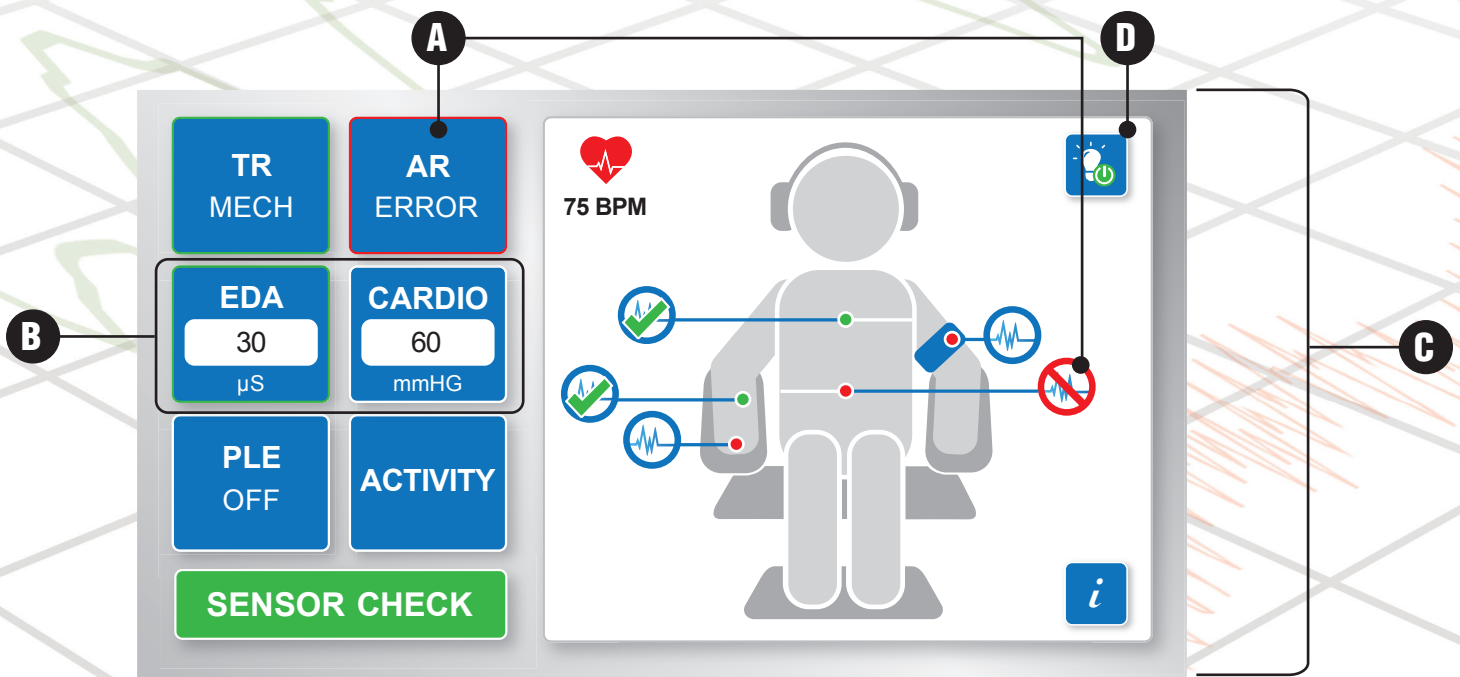 A
D
TR
MECH
AR
ERROR
75 BPM
B
EDA
30
µS
CARDIO
60
mmHG
C
PLE
OFF
ACTIVITY
SENSOR CHECK
i